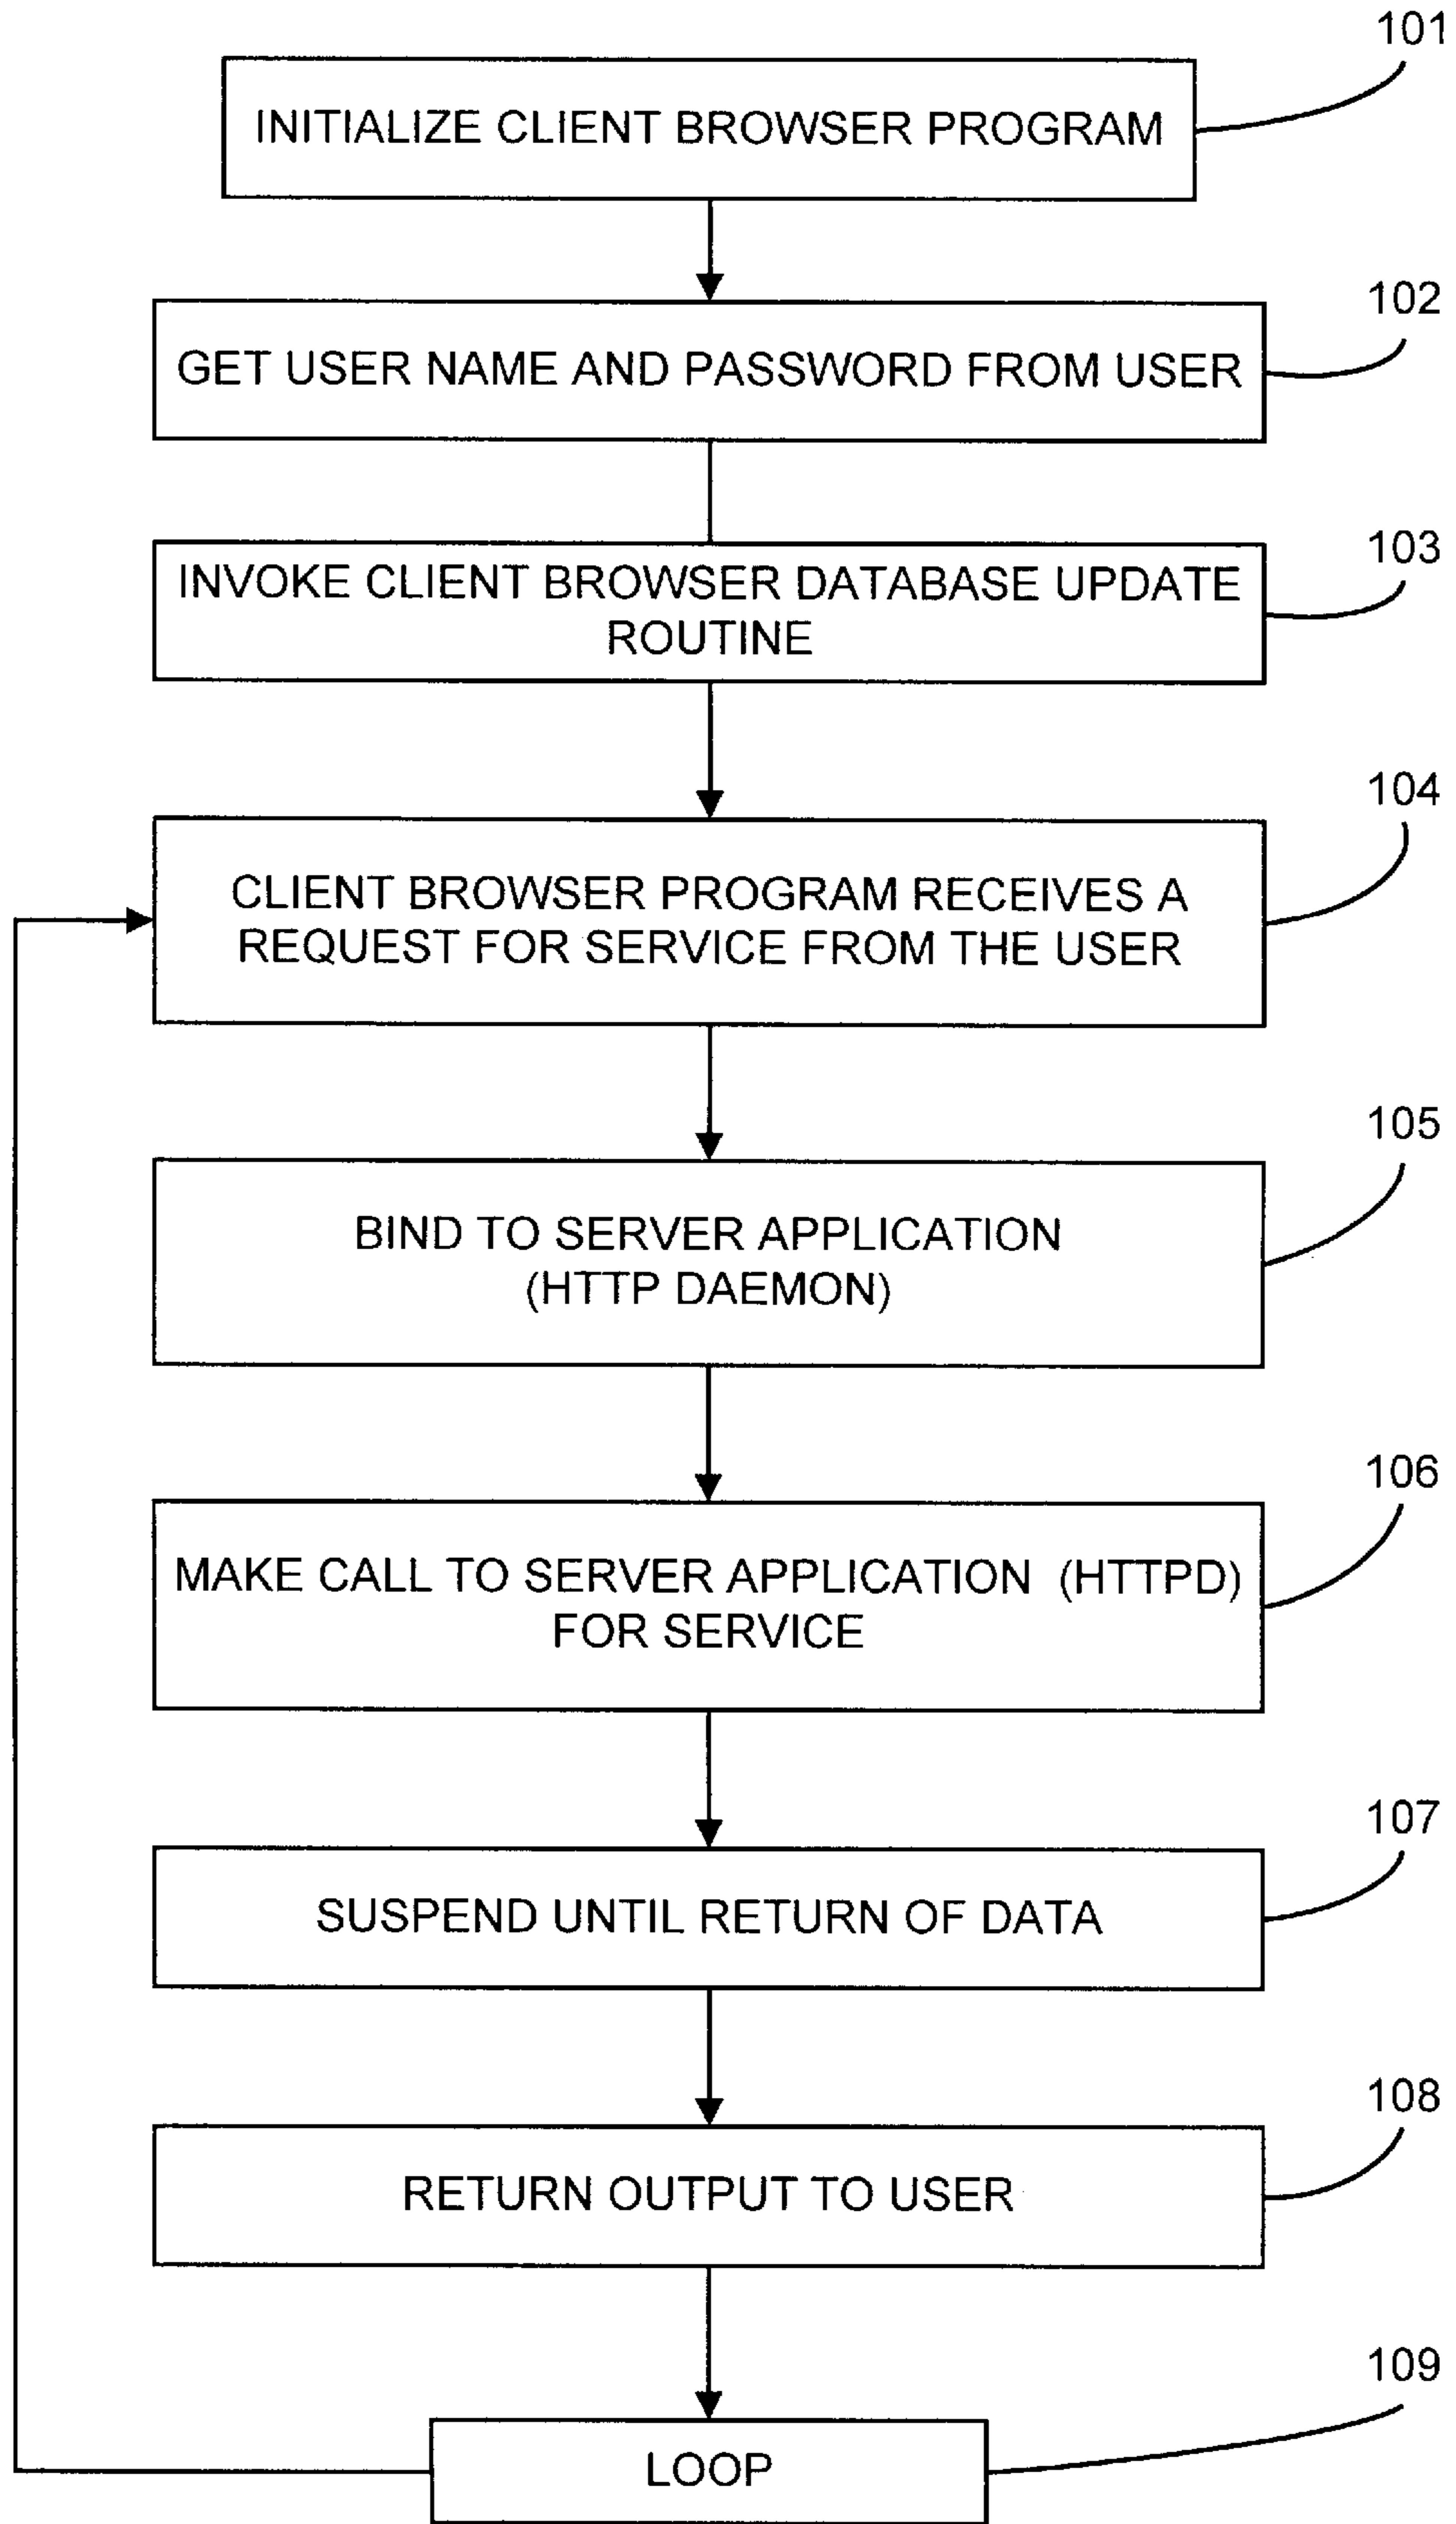 101
INITIALIZE CLIENT BROWSER PROGRAM
102
GET USER NAME AND PASSWORD FROM USER
103
INVOKE CLIENT BROWSER DATABASE UPDATE
ROUTINE
104
CLIENT BROWSER PROGRAM RECEIVES A
REQUEST FOR SERVICE FROM THE USER
105
BIND TO SERVER APPLICATION
(HTTP DAEMON)
106
MAKE CALL TO SERVER APPLICATION (HTTPD)
FOR SERVICE
107
SUSPEND UNTIL RETURN OF DATA
108
RETURN OUTPUT TO USER
109
LOOP